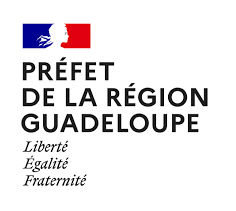 PRÉFET
DE LA RÉGION
GUADELOUPE
Liberté
Égalité
Fraternité